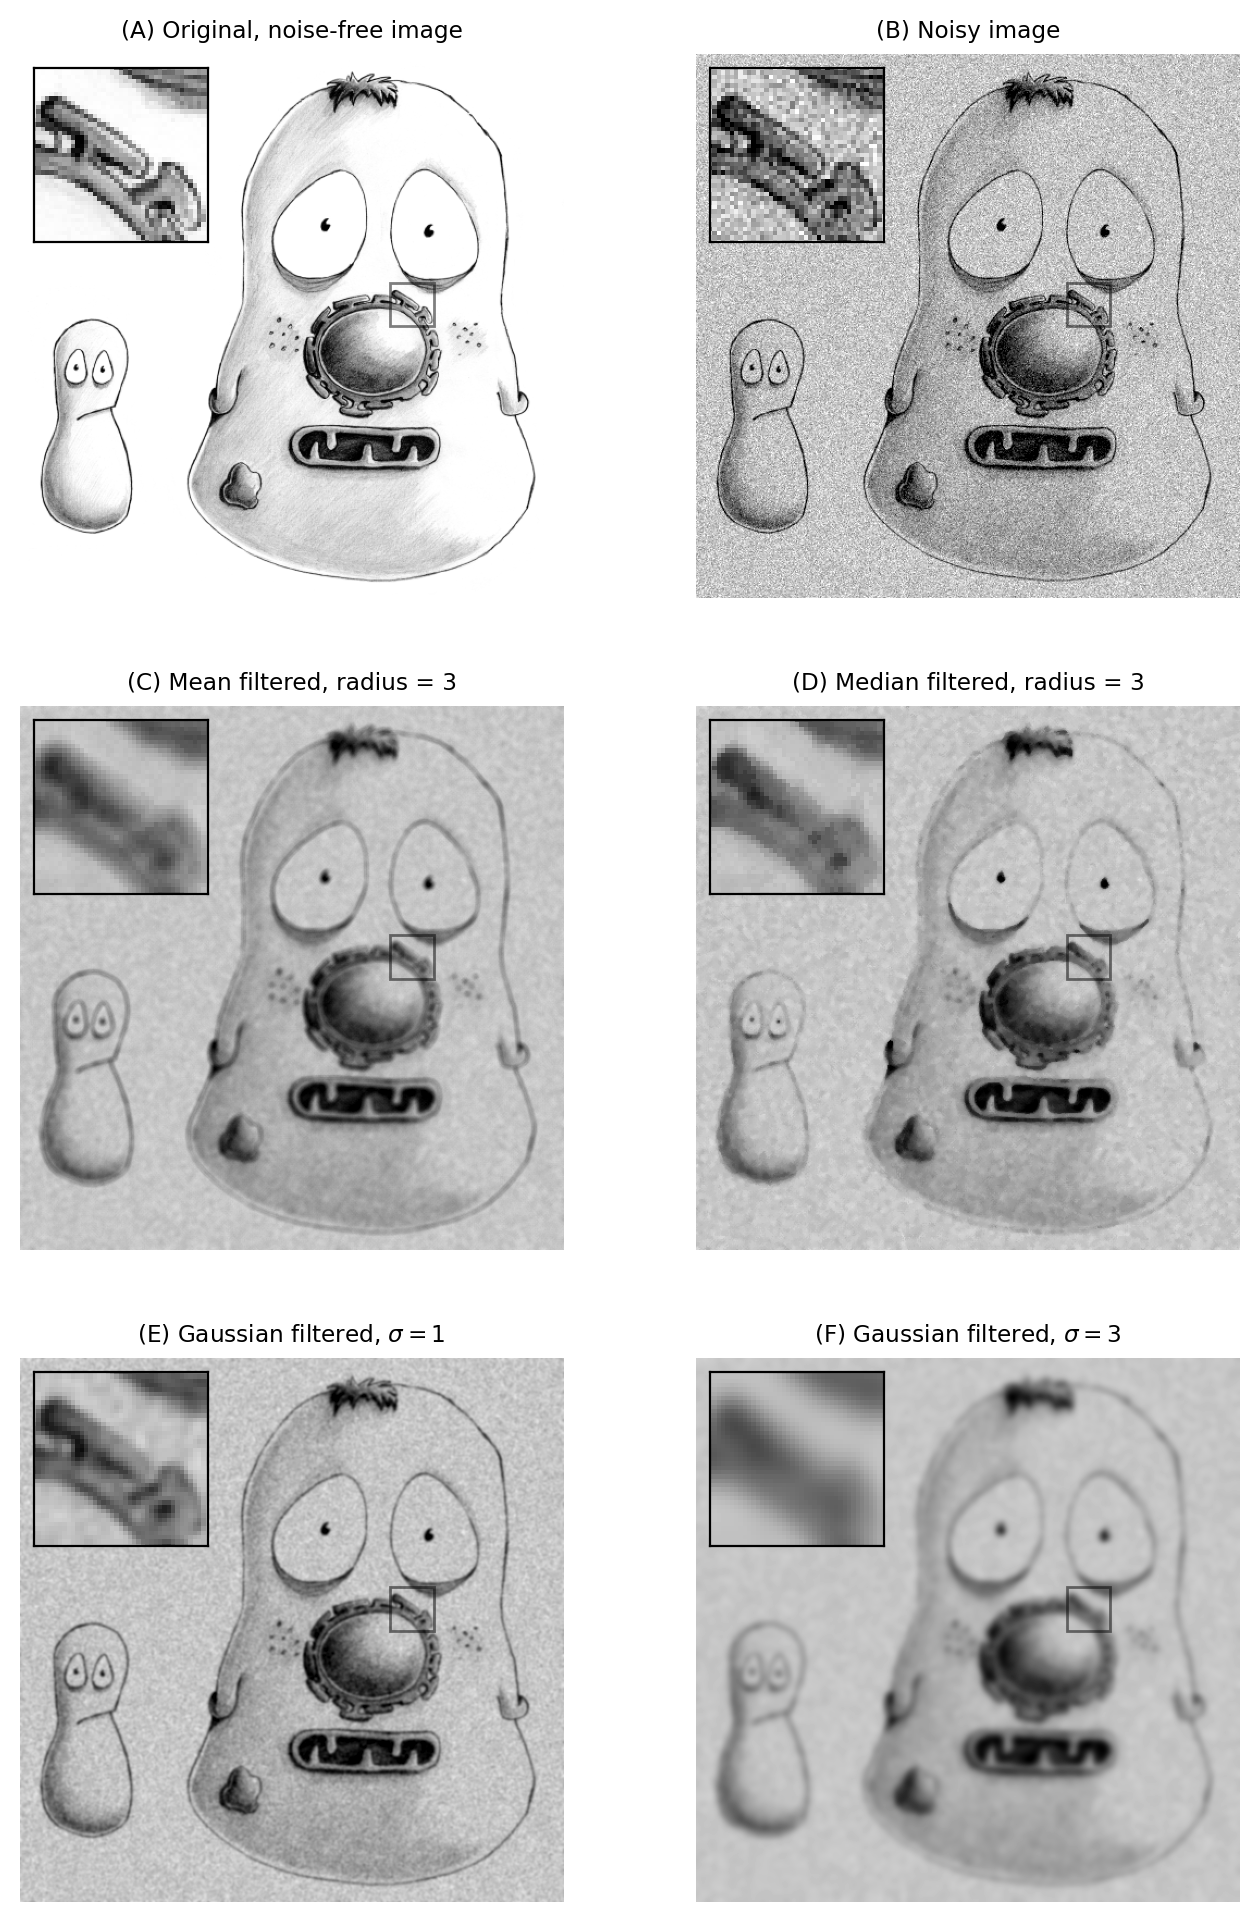 (A) Original, noise-free image
(B) Noisy image
(C) Mean filtered, radius = 3
(D) Median filtered, radius = 3
(E) Gaussian filtered, σ = 1
(F) Gaussian filtered, σ = 3